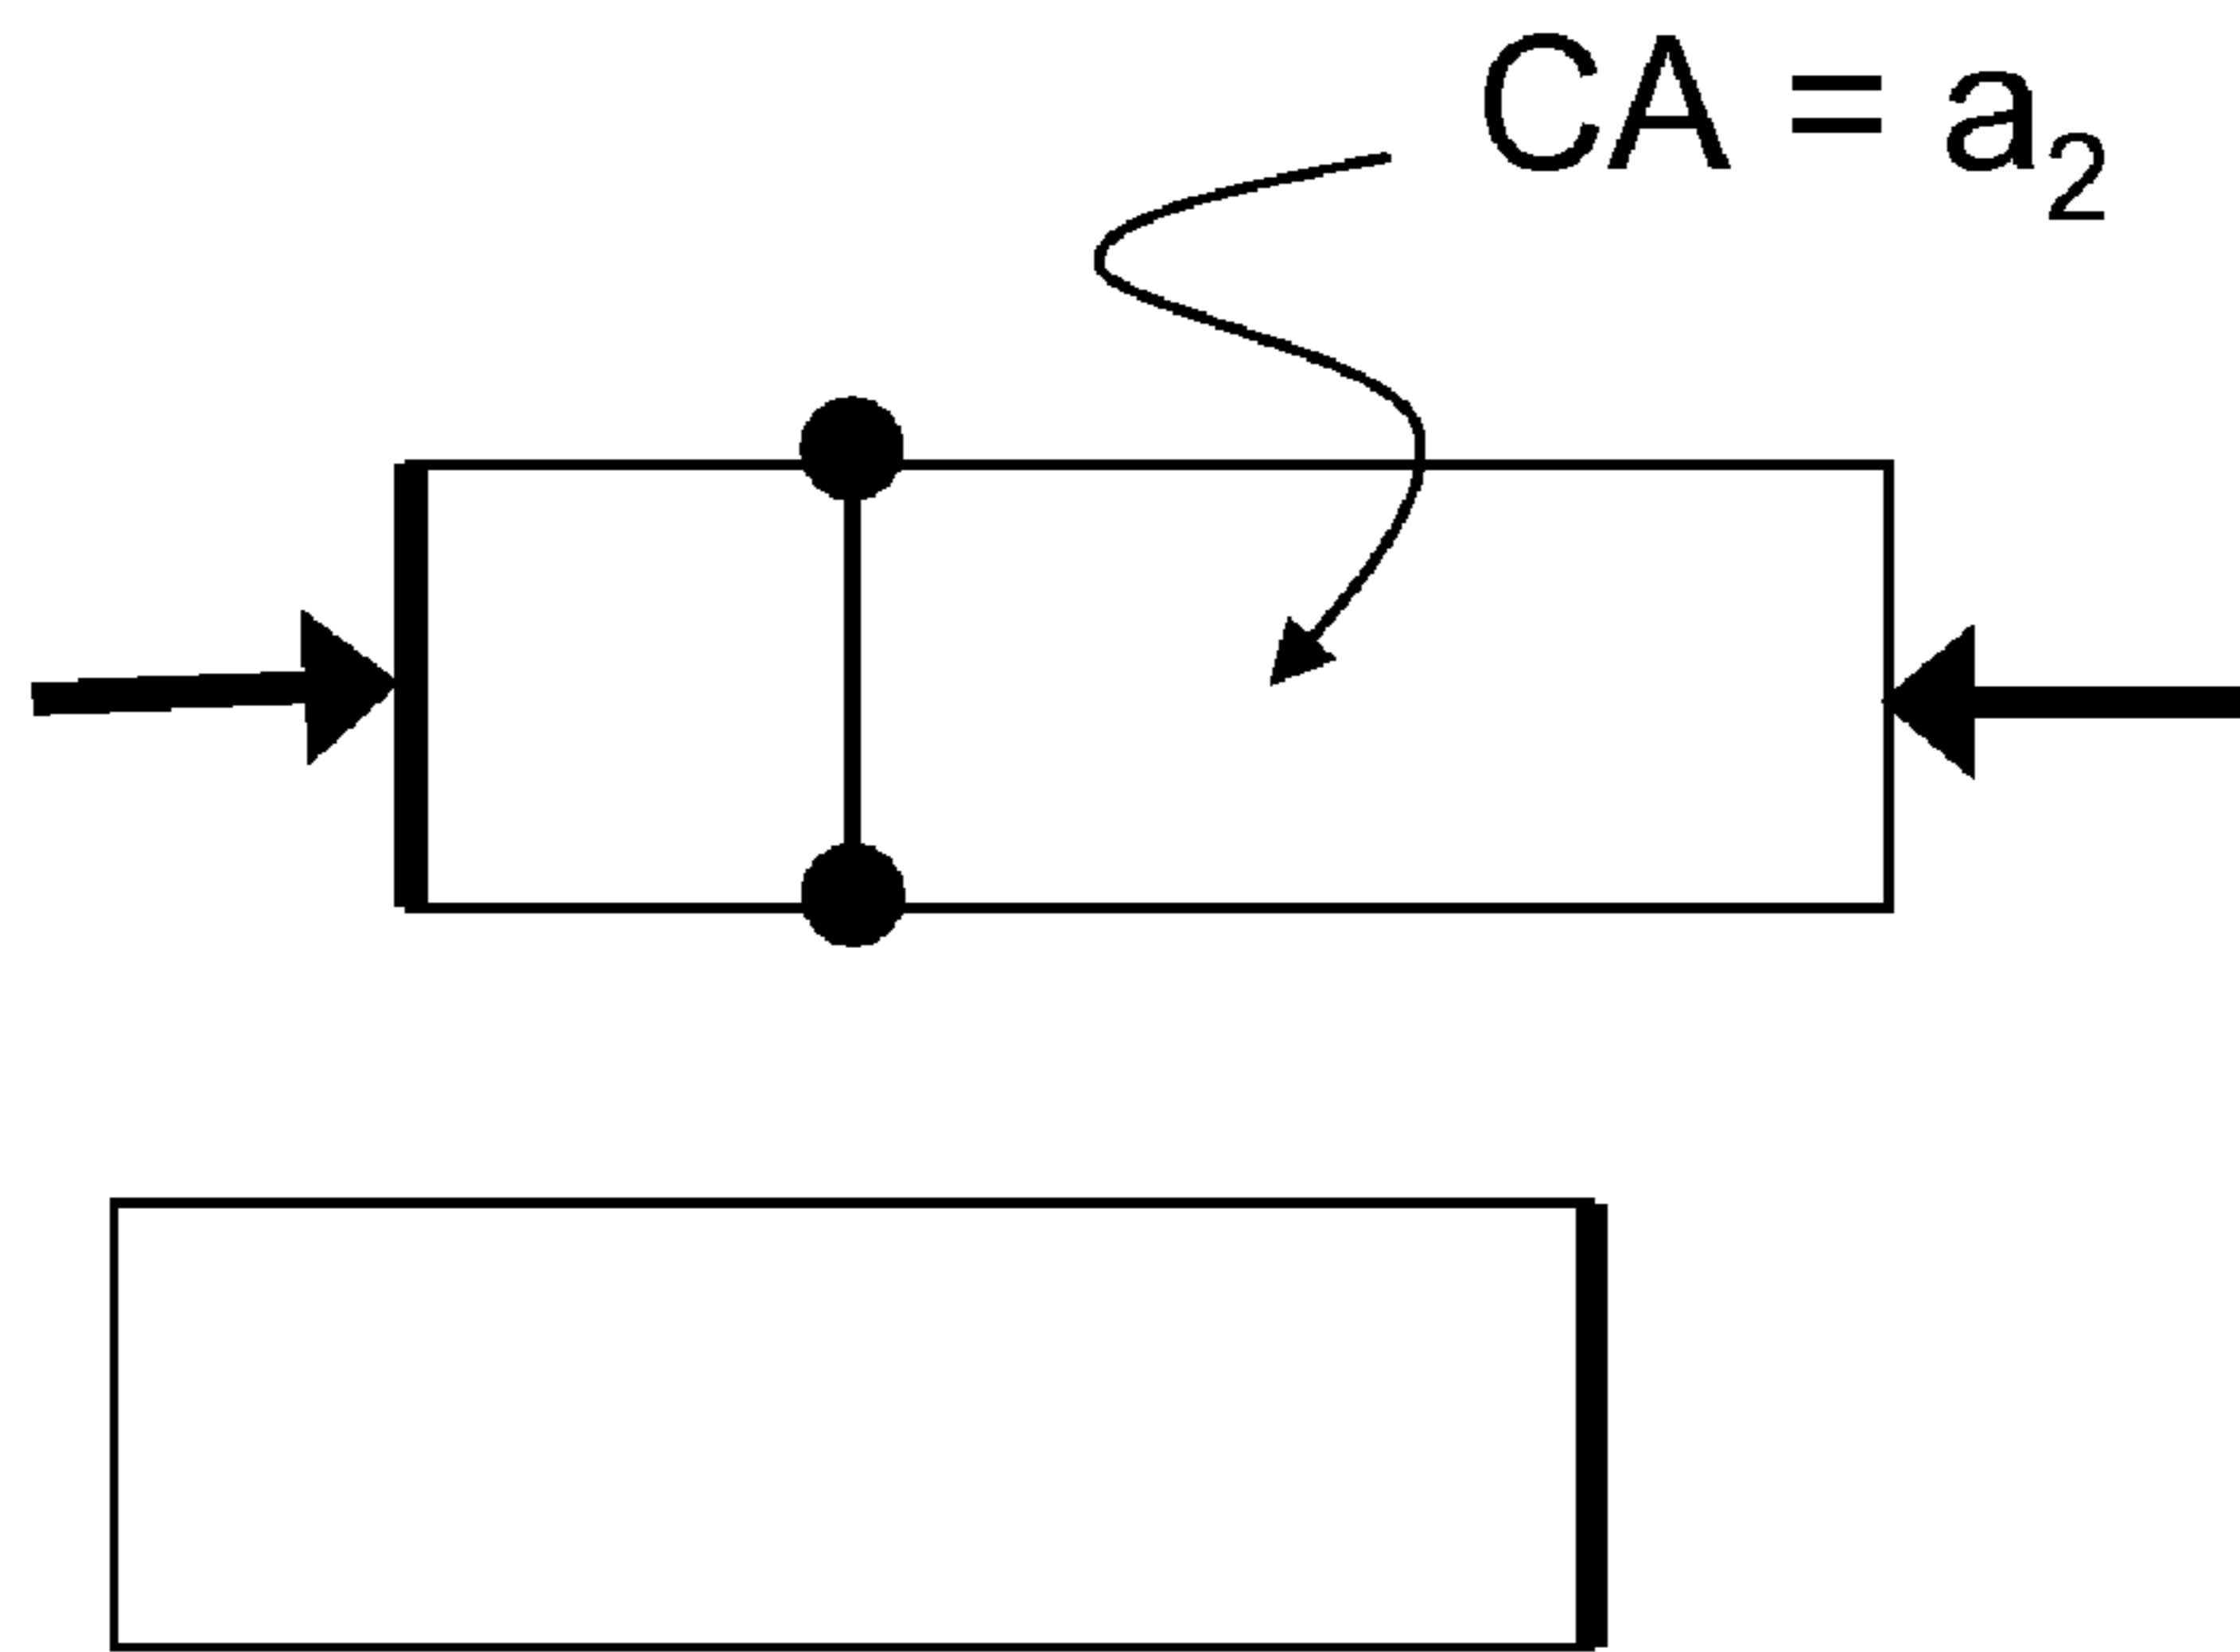 CA = a₂